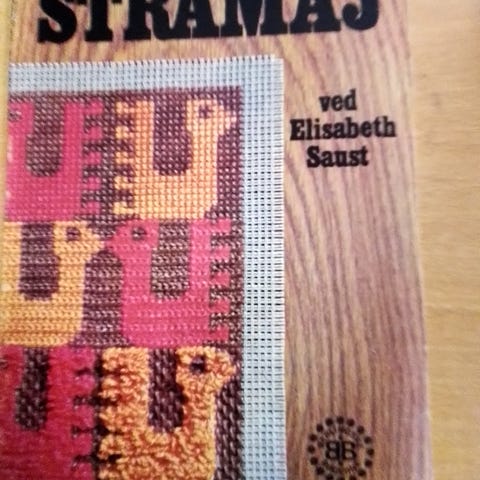 STRAMAJ
ved
Elisabeth
Saust